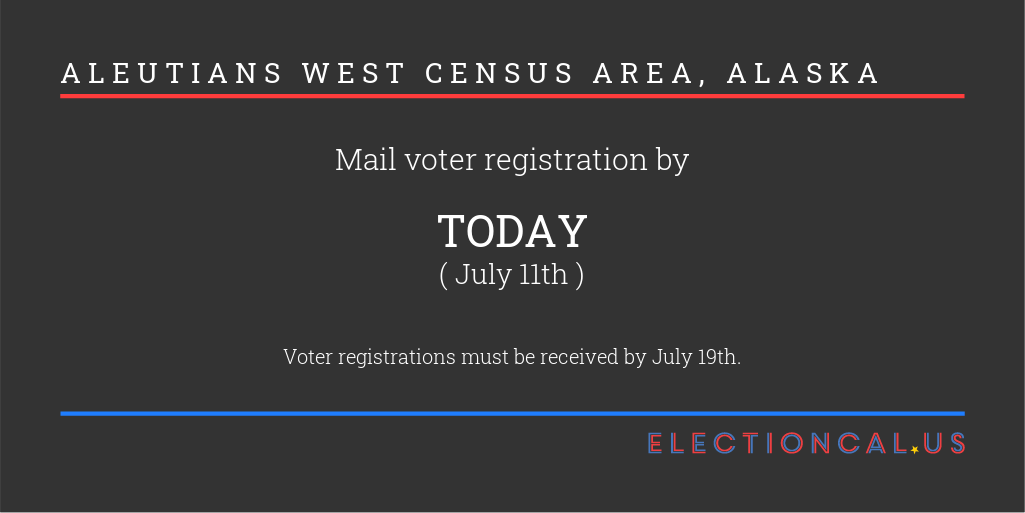 ALEUTIANS WEST CENSUS AREA, ALASKA
Mail voter registration by
TODAY
( July 11th )
Voter registrations must be received by July 19th.
ELECTIONCAL.US